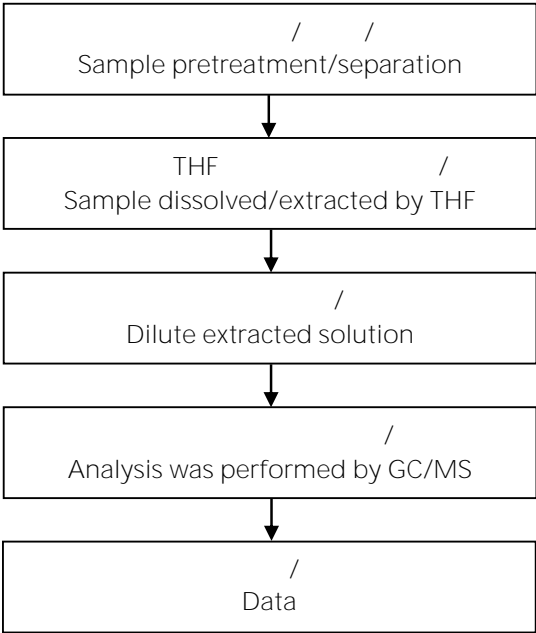 / /
Sample pretreatment/separation
THF /
Sample dissolved/extracted by THF
/
Dilute extracted solution
/
Analysis was performed by GC/MS
/
Data